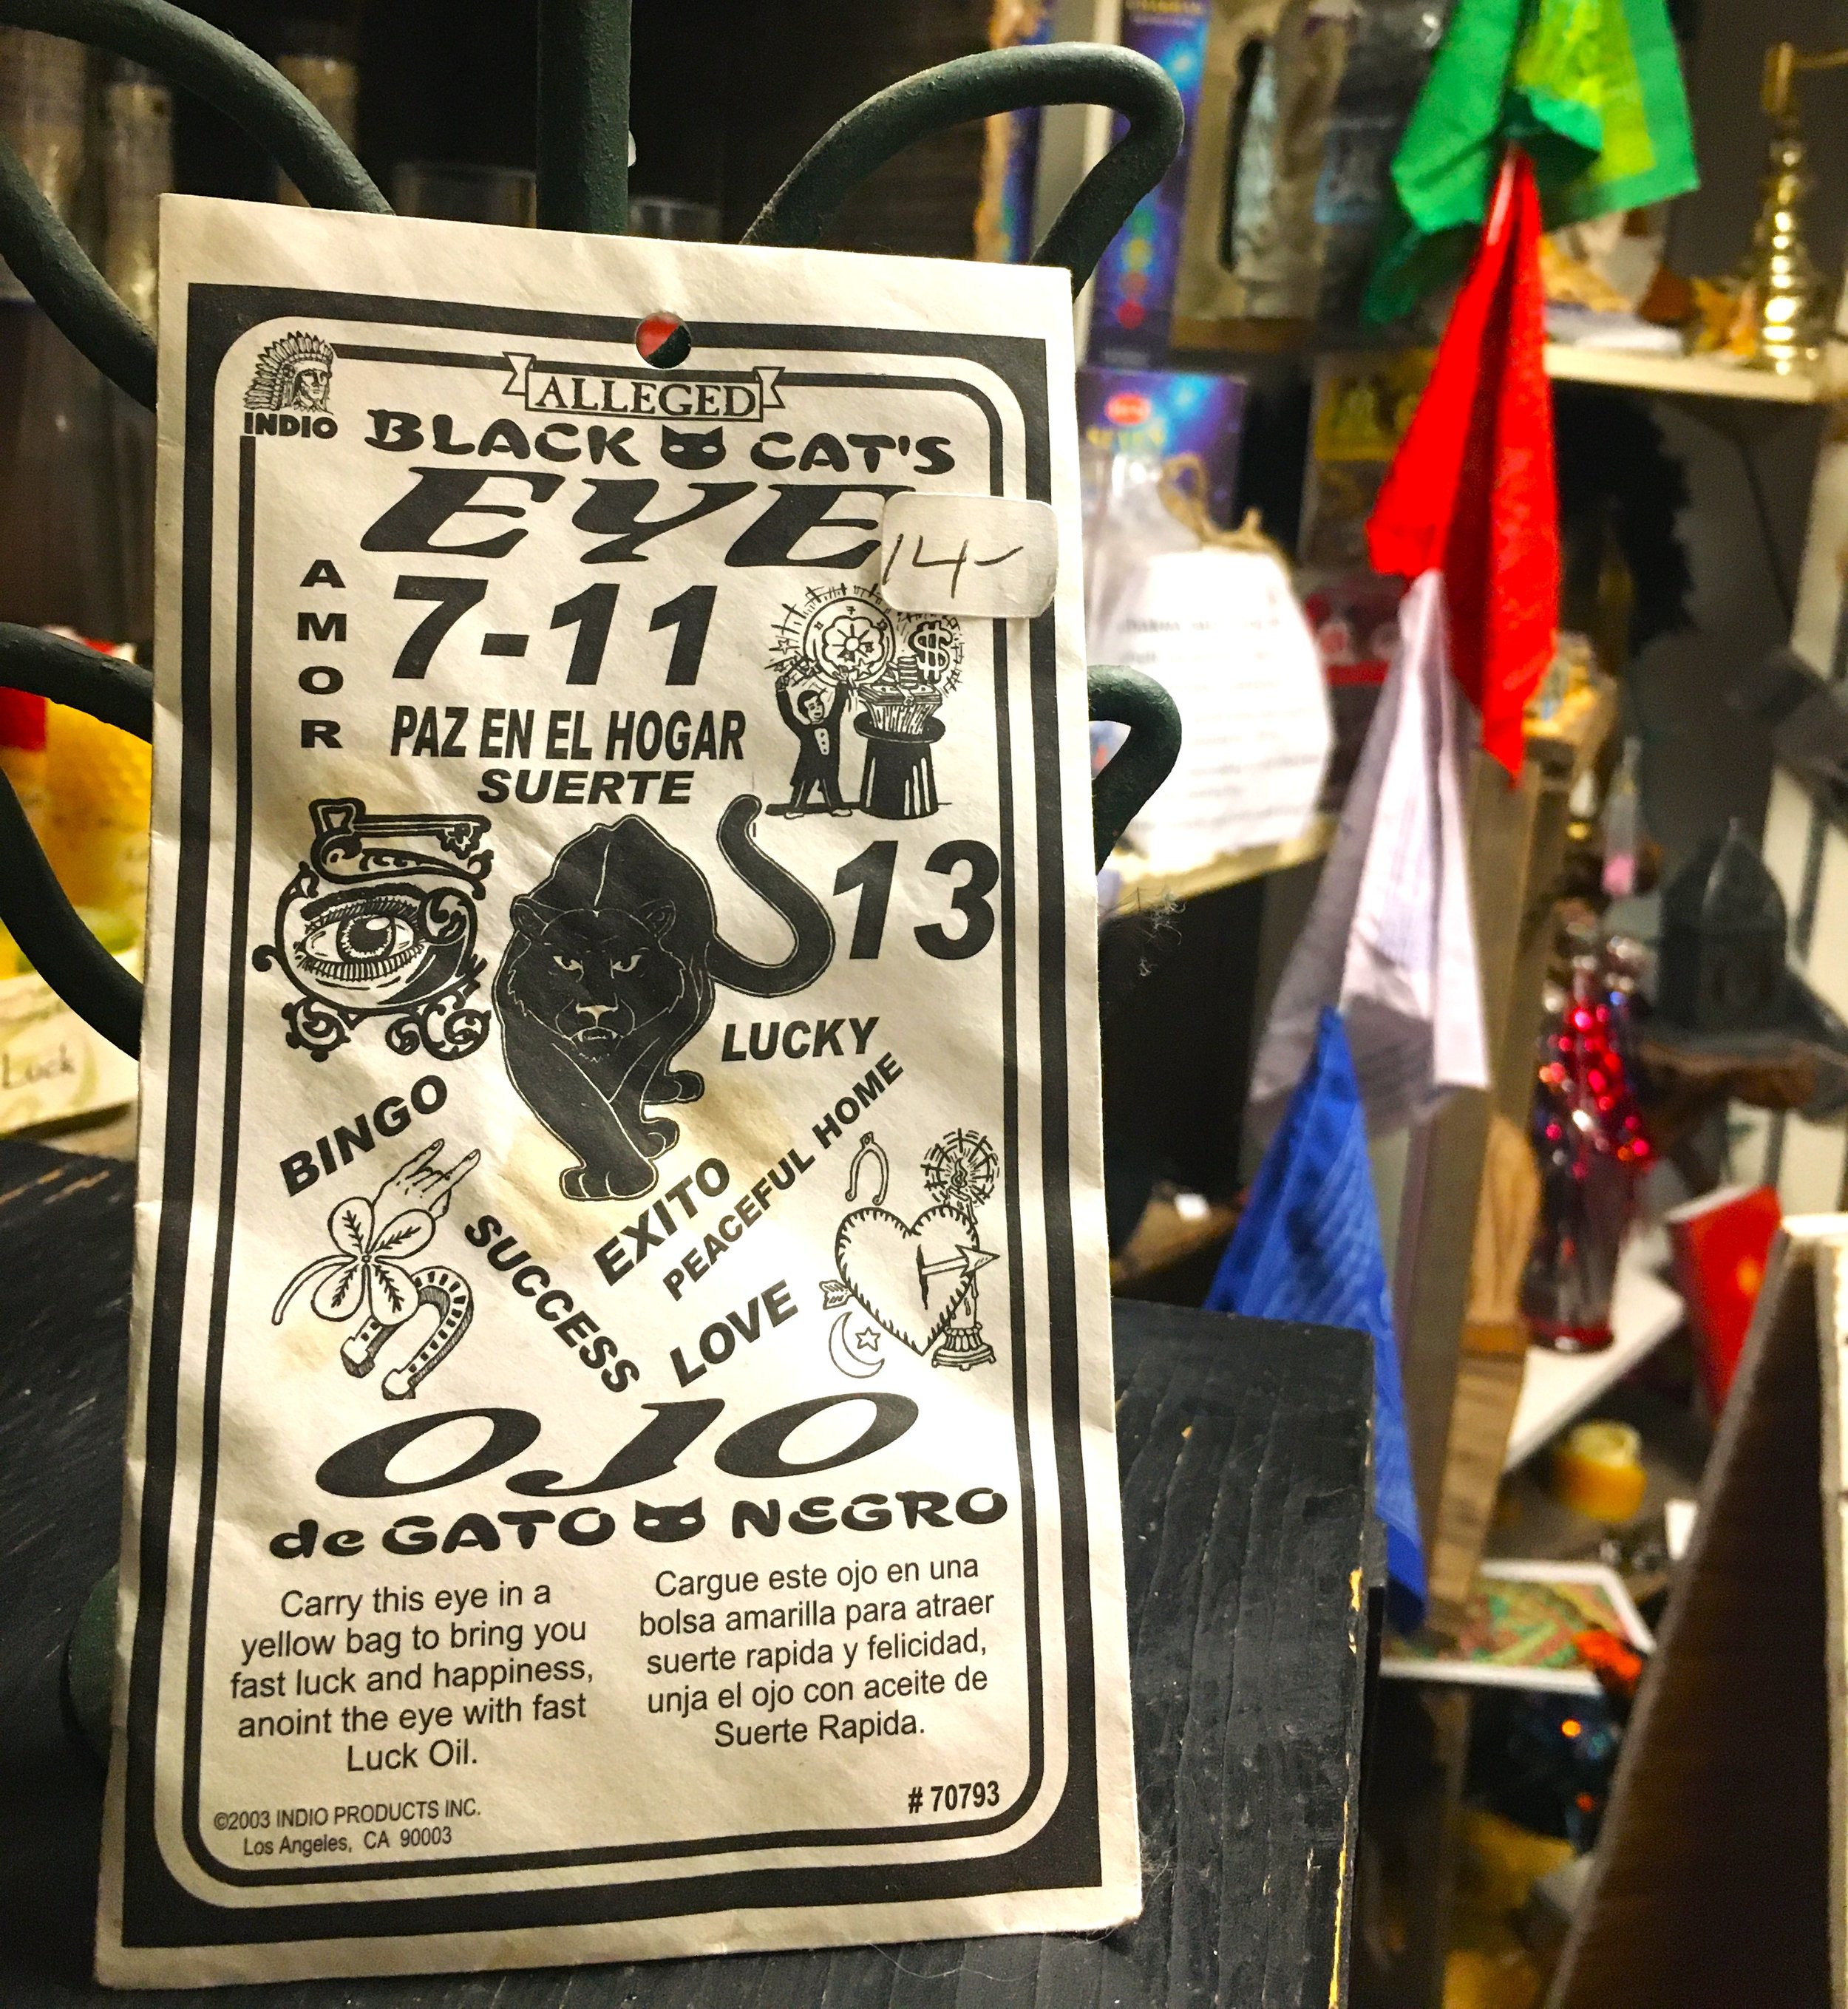 ALLEGED
INDIO
BLACK CAT'S
EYE
14-
AMOR
7-11
PAZ EN EL HOGAR
SUERTE
$
13
LUCKY
BINGO
SUCCESS
EXITO
PEACEFUL HOME
LOVE
OJO
de GATO NEGRO
Carry this eye in a
yellow bag to bring you
fast luck and happiness,
anoint the eye with fast
Luck Oil.
Cargue este ojo en una
bolsa amarilla para atraer
suerte rapida y felicidad,
unja el ojo con aceite de
Suerte Rapida.
# 70793
©2003 INDIO PRODUCTS INC.
Los Angeles, CA 90003
Luck